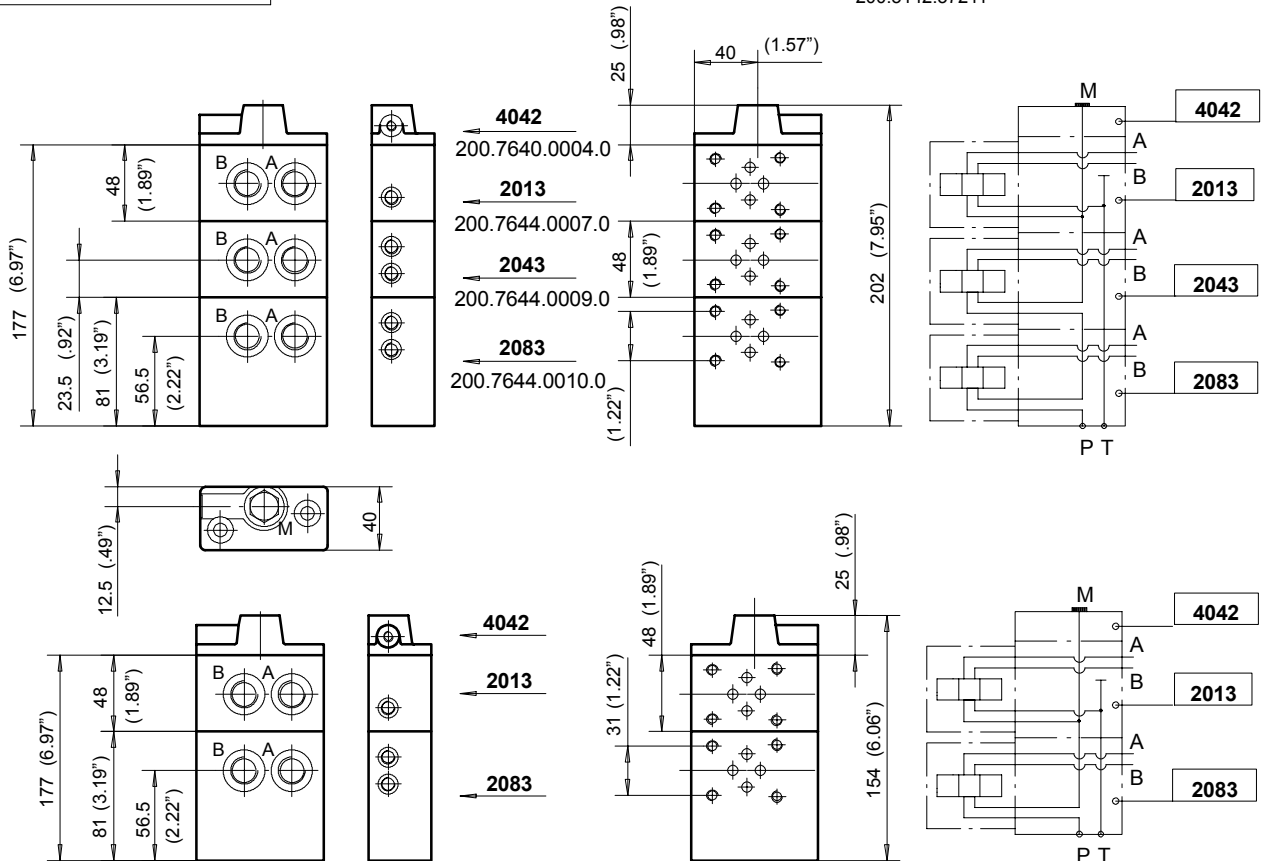 25 (.98")
40
(1.57")
M
4042
4042
200.7640.0004.0
A
B
A
48
(1.89")
B
2013
2013
200.7644.0007.0
A
B
A
177 (6.97")
48
(1.89")
202 (7.95")
B
2043
2043
200.7644.0009.0
23.5 (.92")
A
B
A
81 (3.19")
56.5
(2.22")
B
2083
2083
200.7644.0010.0
(1.22")
P T
12.5 (.49")
M
40
25 (.98")
48 (1.89")
M
4042
4042
A
B
A
48
(1.89")
B
2013
2013
31 (1.22")
177 (6.97")
154 (6.06")
A
B
A
81 (3.19")
56.5
(2.22")
B
2083
2083
P T